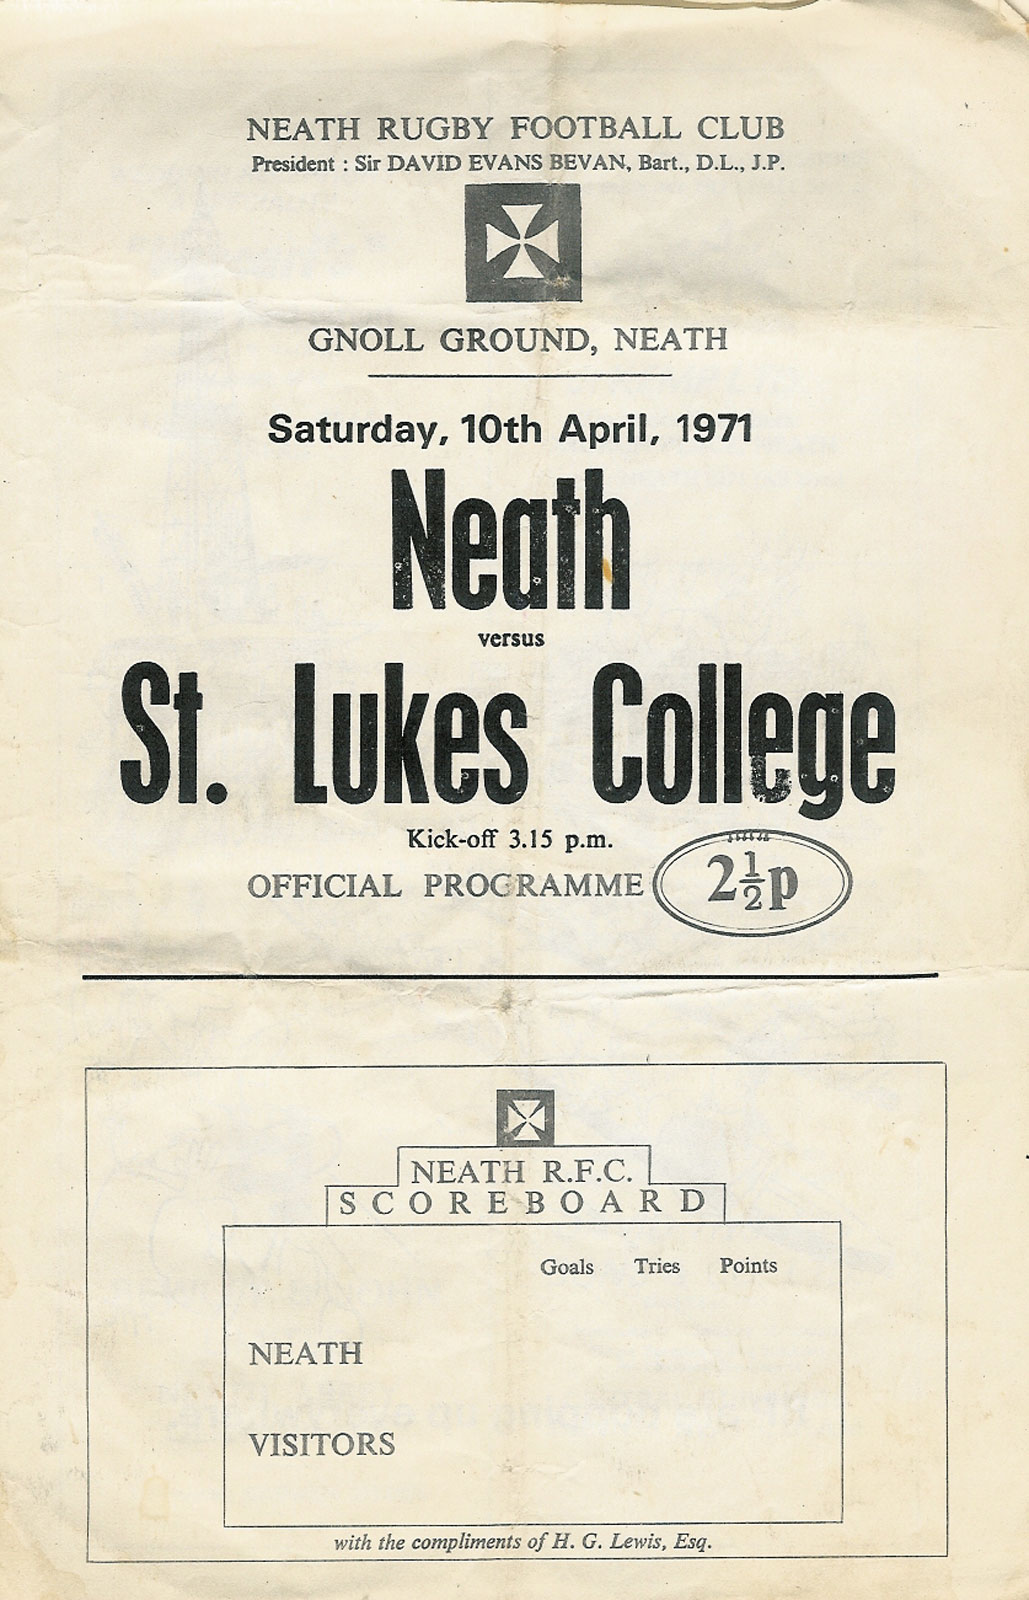 NEATH RUGBY FOOTBALL CLUB
President : Sir DAVID EVANS BEVAN, Bart., D.L., J.P.
GNOLL GROUND, NEATH
Saturday, 10th April, 1971
Neath
versus
St. Lukes College
Kick-off 3.15 p.m.
OFFICIAL PROGRAMME 2½p
NEATH R.F.C.
SCOREBOARD
Goals Tries Points
NEATH
VISITORS
with the compliments of H. G. Lewis, Esq.